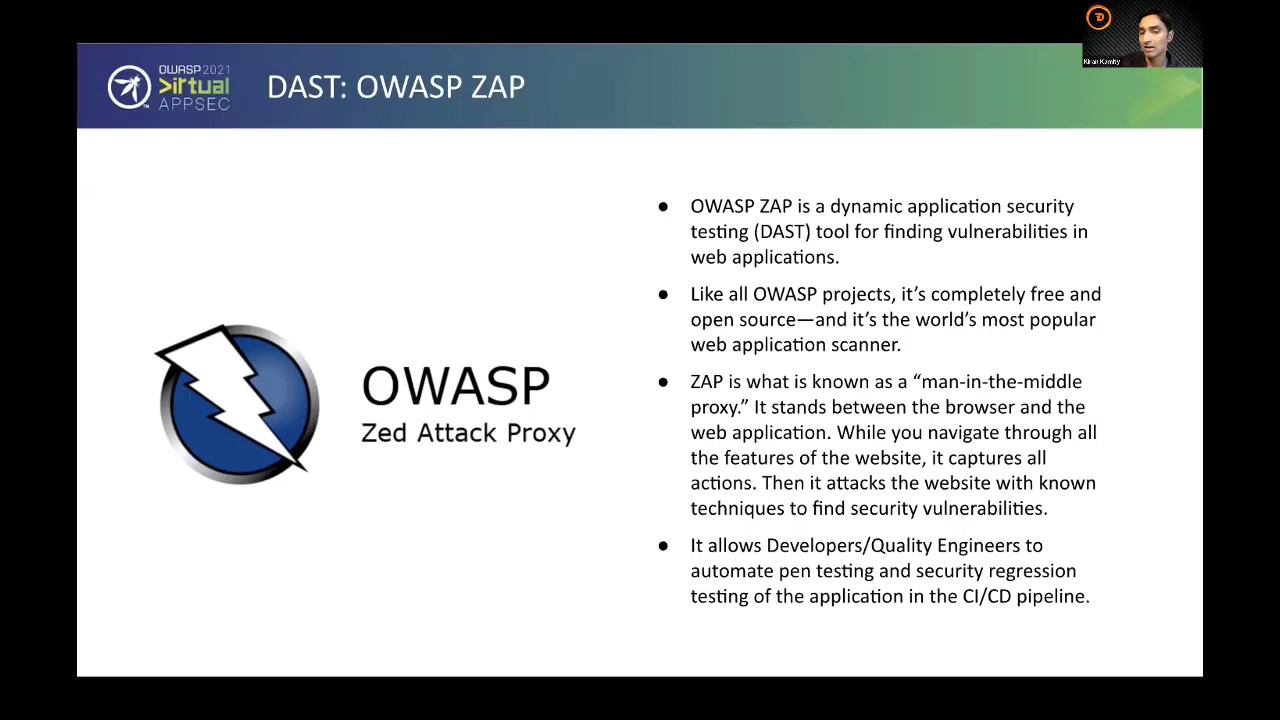 OWASP 2021
Virtual
APPSEC
DAST: OWASP ZAP
Kiran Kamity
OWASP
Zed Attack Proxy
● OWASP ZAP is a dynamic application security
testing (DAST) tool for finding vulnerabilities in
web applications.
● Like all OWASP projects, it’s completely free and
open source—and it’s the world’s most popular
web application scanner.
● ZAP is what is known as a “man-in-the-middle
proxy.” It stands between the browser and the
web application. While you navigate through all
the features of the website, it captures all
actions. Then it attacks the website with known
techniques to find security vulnerabilities.
● It allows Developers/Quality Engineers to
automate pen testing and security regression
testing of the application in the CI/CD pipeline.